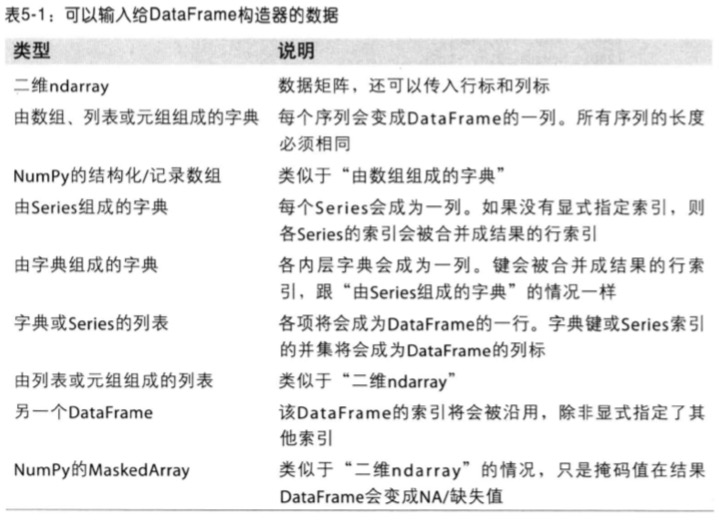 表5-1：可以输入给DataFrame构造器的数据
类型 说明
二维ndarray 数据矩阵，还可以传入行标和列标
由数组、列表或元组组成的字典 每个序列会变成DataFrame的一列。所有序列的长度
必须相同
NumPy的结构化/记录数组 类似于“由数组组成的字典”
由Series组成的字典 每个Series会成为一列。如果没有显式指定索引，则
各Series的索引会被合并成结果的行索引
由字典组成的字典 各内层字典会成为一列。键会被合并成结果的行索
引，跟“由Series组成的字典”的情况一样
字典或Series的列表 各项将会成为DataFrame的一行。字典键或Series索引
的并集将会成为DataFrame的列标
由列表或元组组成的列表 类似于“二维ndarray”
另一个DataFrame 该DataFrame的索引将会被沿用，除非显式指定了其
他索引
NumPy的MaskedArray 类似于“二维ndarray”的情况，只是掩码值在结果
DataFrame会变成NA/缺失值